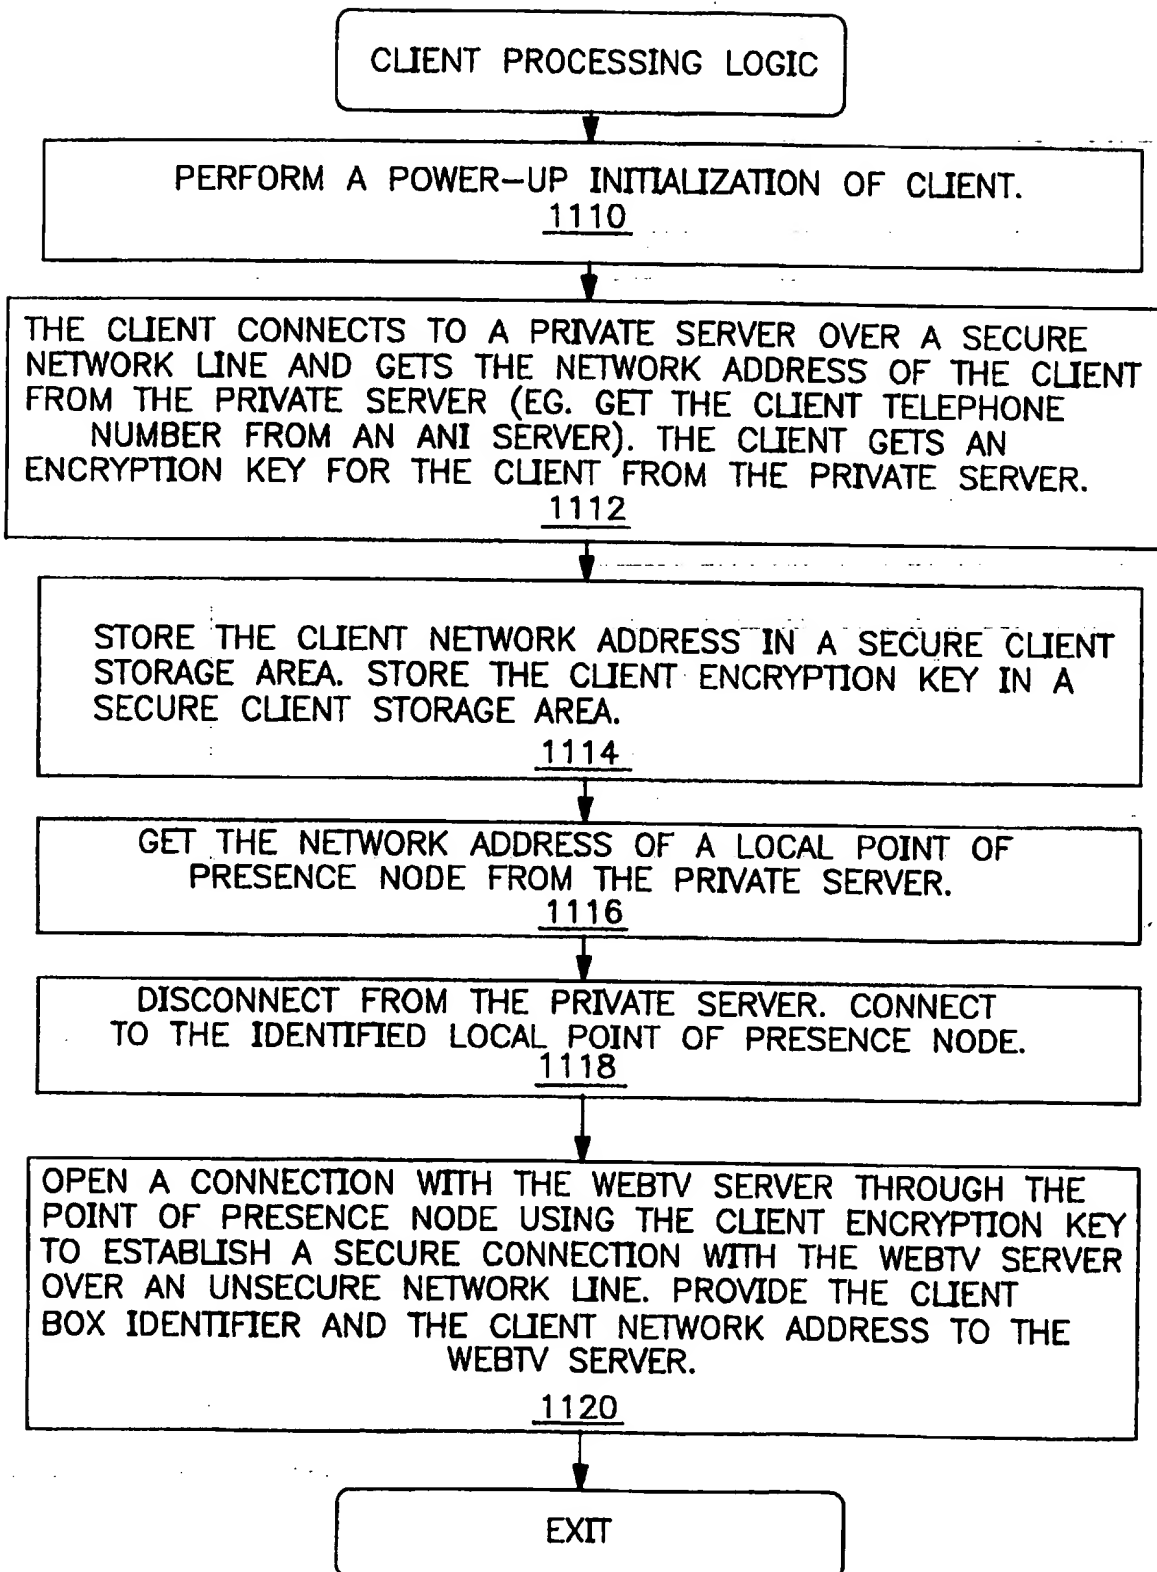 CLIENT PROCESSING LOGIC
PERFORM A POWER-UP INITIALIZATION OF CLIENT.
1110
THE CLIENT CONNECTS TO A PRIVATE SERVER OVER A SECURE
NETWORK LINE AND GETS THE NETWORK ADDRESS OF THE CLIENT
FROM THE PRIVATE SERVER (EG. GET THE CLIENT TELEPHONE
NUMBER FROM AN ANI SERVER). THE CLIENT GETS AN
ENCRYPTION KEY FOR THE CLIENT FROM THE PRIVATE SERVER.
1112
STORE THE CLIENT NETWORK ADDRESS IN A SECURE CLIENT
STORAGE AREA. STORE THE CLIENT ENCRYPTION KEY IN A
SECURE CLIENT STORAGE AREA.
1114
GET THE NETWORK ADDRESS OF A LOCAL POINT OF
PRESENCE NODE FROM THE PRIVATE SERVER.
1116
DISCONNECT FROM THE PRIVATE SERVER. CONNECT
TO THE IDENTIFIED LOCAL POINT OF PRESENCE NODE.
1118
OPEN A CONNECTION WITH THE WEBTV SERVER THROUGH THE
POINT OF PRESENCE NODE USING THE CLIENT ENCRYPTION KEY
TO ESTABLISH A SECURE CONNECTION WITH THE WEBTV SERVER
OVER AN UNSECURE NETWORK LINE. PROVIDE THE CLIENT
BOX IDENTIFIER AND THE CLIENT NETWORK ADDRESS TO THE
WEBTV SERVER.
1120
EXIT